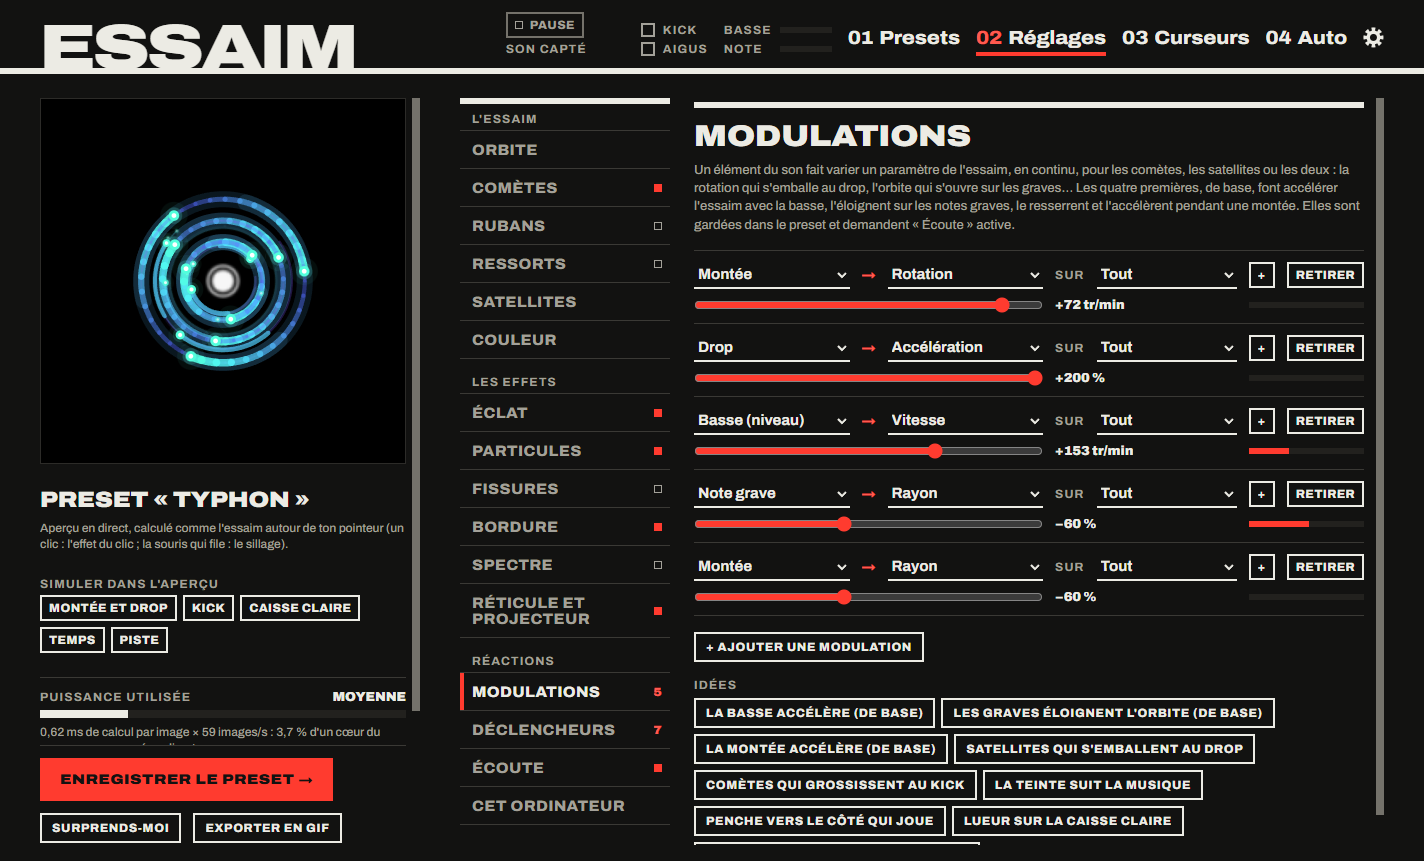 ESSAIM
PAUSE
SON CAPTÉ
KICK
AIGUS
BASSE
NOTE
01 Presets
02 Réglages
03 Curseurs
04 Auto
PRESET « TYPHON »
Aperçu en direct, calculé comme l'essaim autour de ton pointeur (un
clic : l'effet du clic ; la souris qui file : le sillage).
SIMULER DANS L'APERÇU
MONTÉE ET DROP
KICK
CAISSE CLAIRE
TEMPS
PISTE
PUISSANCE UTILISÉE
MOYENNE
0,62 ms de calcul par image × 59 images/s : 3,7 % d'un cœur du
ENREGISTRER LE PRESET →
SURPRENDS-MOI
EXPORTER EN GIF
L'ESSAIM
ORBITE
COMÈTES
RUBANS
RESSORTS
SATELLITES
COULEUR
LES EFFETS
ÉCLAT
PARTICULES
FISSURES
BORDURE
SPECTRE
RÉTICULE ET
PROJECTEUR
RÉACTIONS
MODULATIONS 5
DÉCLENCHEURS 7
ÉCOUTE
CET ORDINATEUR
MODULATIONS
Un élément du son fait varier un paramètre de l'essaim, en continu, pour les comètes, les satellites ou les deux : la
rotation qui s'emballe au drop, l'orbite qui s'ouvre sur les graves... Les quatre premières, de base, font accélérer
l'essaim avec la basse, l'éloignent sur les notes graves, le resserrent et l'accélèrent pendant une montée. Elles sont
gardées dans le preset et demandent « Écoute » active.
Montée → Rotation SUR Tout + RETIRER
+72 tr/min
Drop → Accélération SUR Tout + RETIRER
+200 %
Basse (niveau) → Vitesse SUR Tout + RETIRER
+153 tr/min
Note grave → Rayon SUR Tout + RETIRER
−60 %
Montée → Rayon SUR Tout + RETIRER
−60 %
+ AJOUTER UNE MODULATION
IDÉES
LA BASSE ACCÉLÈRE (DE BASE)
LES GRAVES ÉLOIGNENT L'ORBITE (DE BASE)
LA MONTÉE ACCÉLÈRE (DE BASE)
SATELLITES QUI S'EMBALLENT AU DROP
COMÈTES QUI GROSSISSENT AU KICK
LA TEINTE SUIT LA MUSIQUE
PENCHE VERS LE CÔTÉ QUI JOUE
LUEUR SUR LA CAISSE CLAIRE